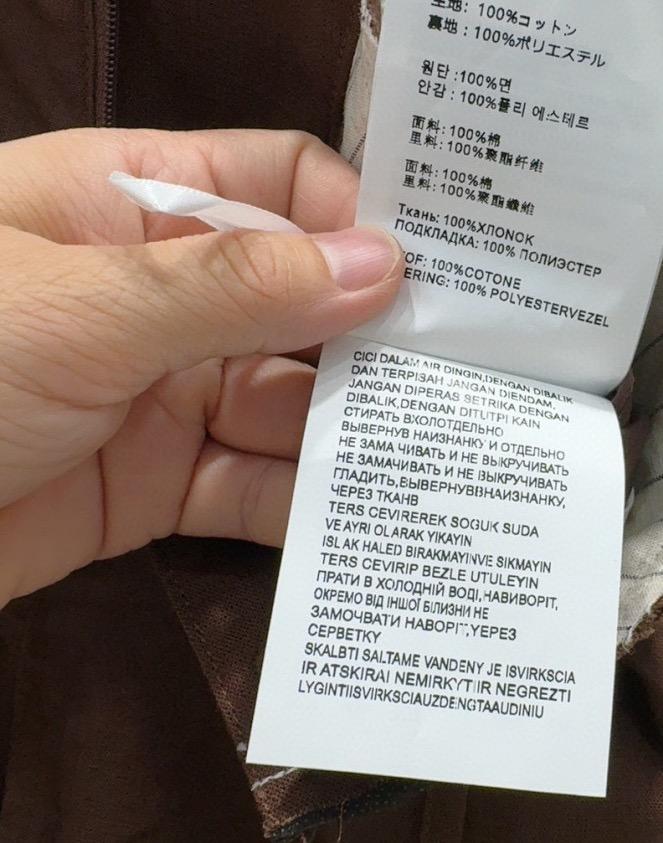 生地: 100%コットン
裏地: 100%ポリエステル
원단 :100%면
안감 : 100%폴리 에스테르
面料: 100%棉
里料: 100%聚酯纤维
面料: 100%棉
里料: 100%聚酯纖維
Ткань: 100%ХЛОПОК
ПОДКЛАДКА: 100% ПОЛИЭСТЕР
OF: 100%COTONE
ERING: 100% POLYESTERVEZEL
CICI DALAM AIR DINGIN,DENGAN DIBALIK
DAN TERPISAH JANGAN DIENDAM,
JANGAN DIPERAS SETRIKA DENGAN
DIBALIK,DENGAN DITUTPI KAIN
СТИРАТЬ ВХОЛОТДЕЛЬНО
ВЫВЕРНУВ НАИЗНАНКУ И ОТДЕЛЬНО
НЕ ЗАМА ЧИВАТЬ И НЕ ВЫКРУЧИВАТЬ
НЕ ЗАМАЧИВАТЬ И НЕ ВЫКРУЧИВАТЬ
ГЛАДИТЬ,ВЫВЕРНУВВНАИЗНАНКУ,
ЧЕРЕЗ ТКАНВ
TERS CEVIREREK SOGUK SUDA
VE AYRI OLARAK YIKAYIN
ISLAK HALED BIRAKMAYINVE SIKMAYIN
TERS CEVIRIP BEZLE UTULEYIN
ПРАТИ В ХОЛОДНІЙ ВОДІ,НАВИВОРІТ,
ОКРЕМО ВІД ІНШОЇ БІЛИЗНИ НЕ
ЗАМОЧВАТИ НАВОРІТ,ҮЕРЕЗ
СЕРВЕТКУ
SKALBTI SALTAME VANDENY JE ISVIRKSCIA
IR ATSKIRAI NEMIRKYTIIR NEGREZTI
LYGINTIISVIRKSCIAUZDENGTAAUDINIU